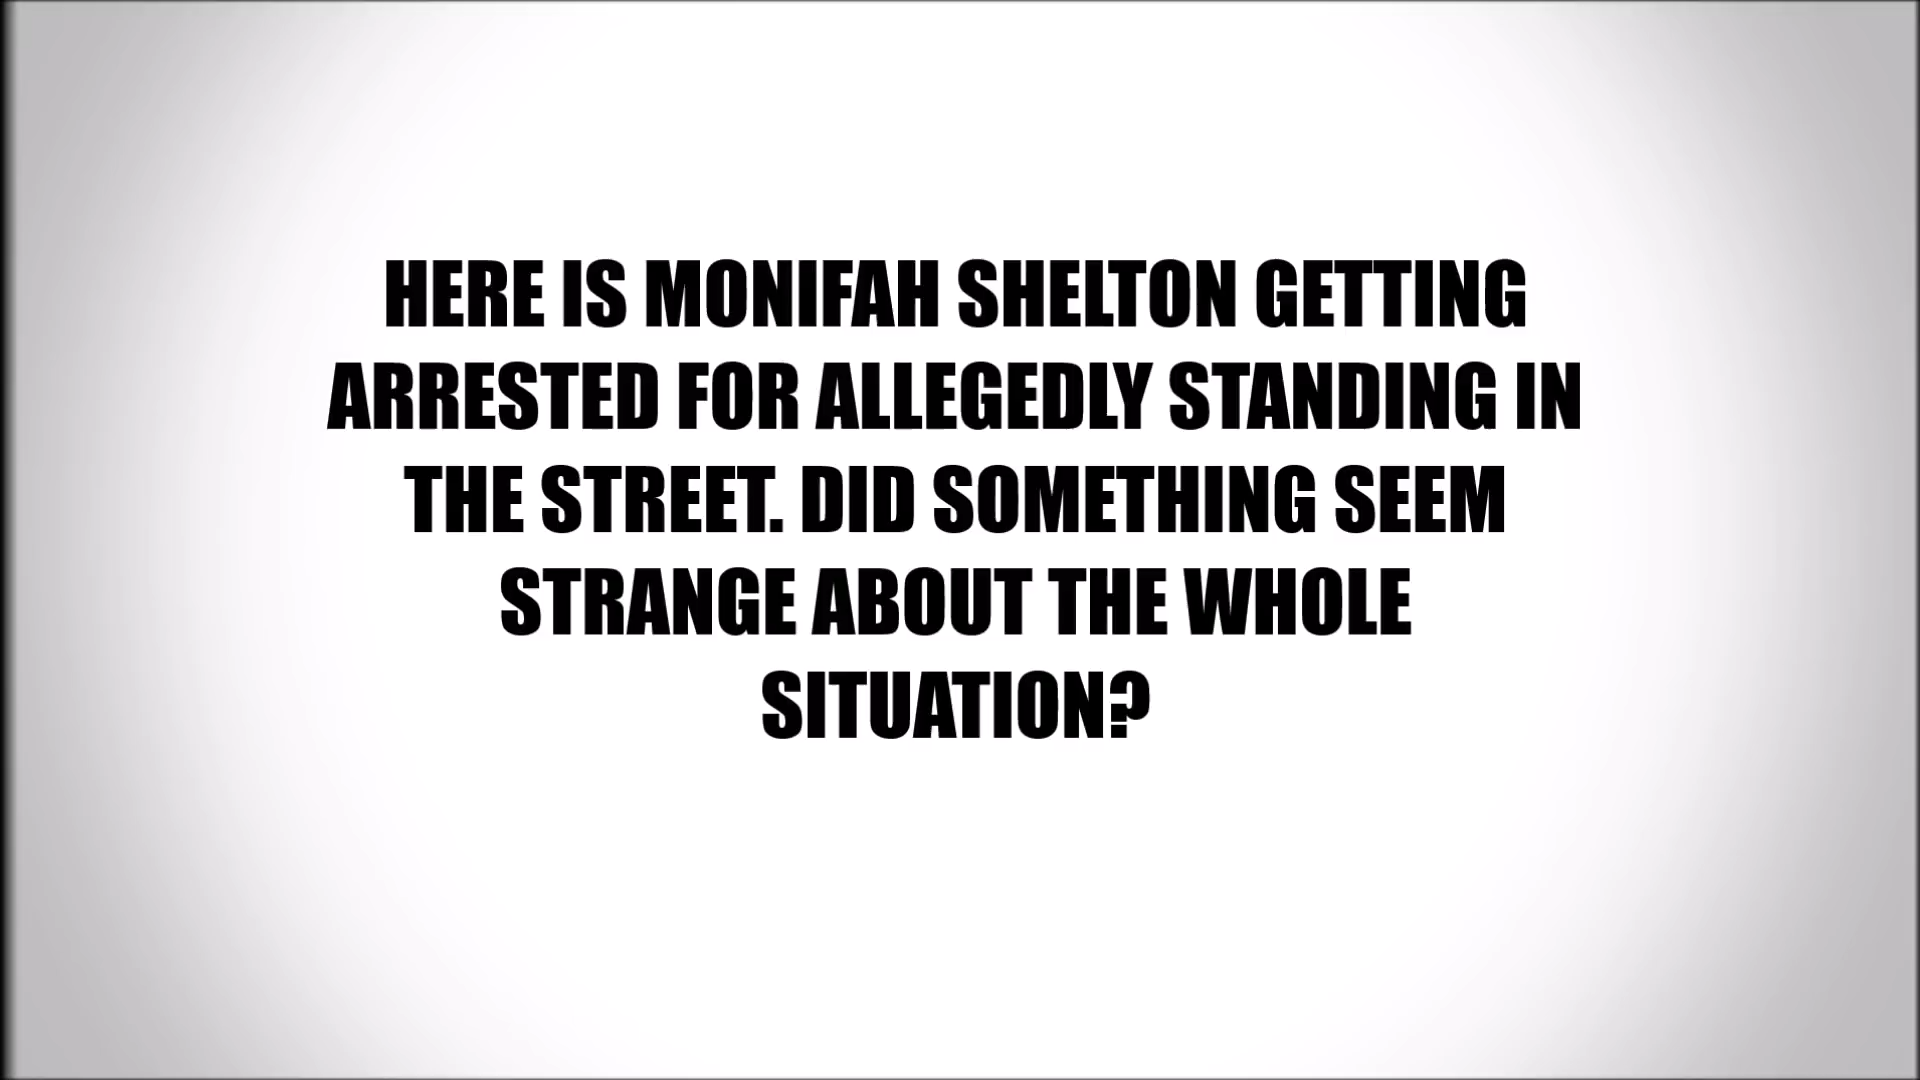 HERE IS MONIFAH SHELTON GETTING
ARRESTED FOR ALLEGEDLY STANDING IN
THE STREET. DID SOMETHING SEEM
STRANGE ABOUT THE WHOLE
SITUATION?